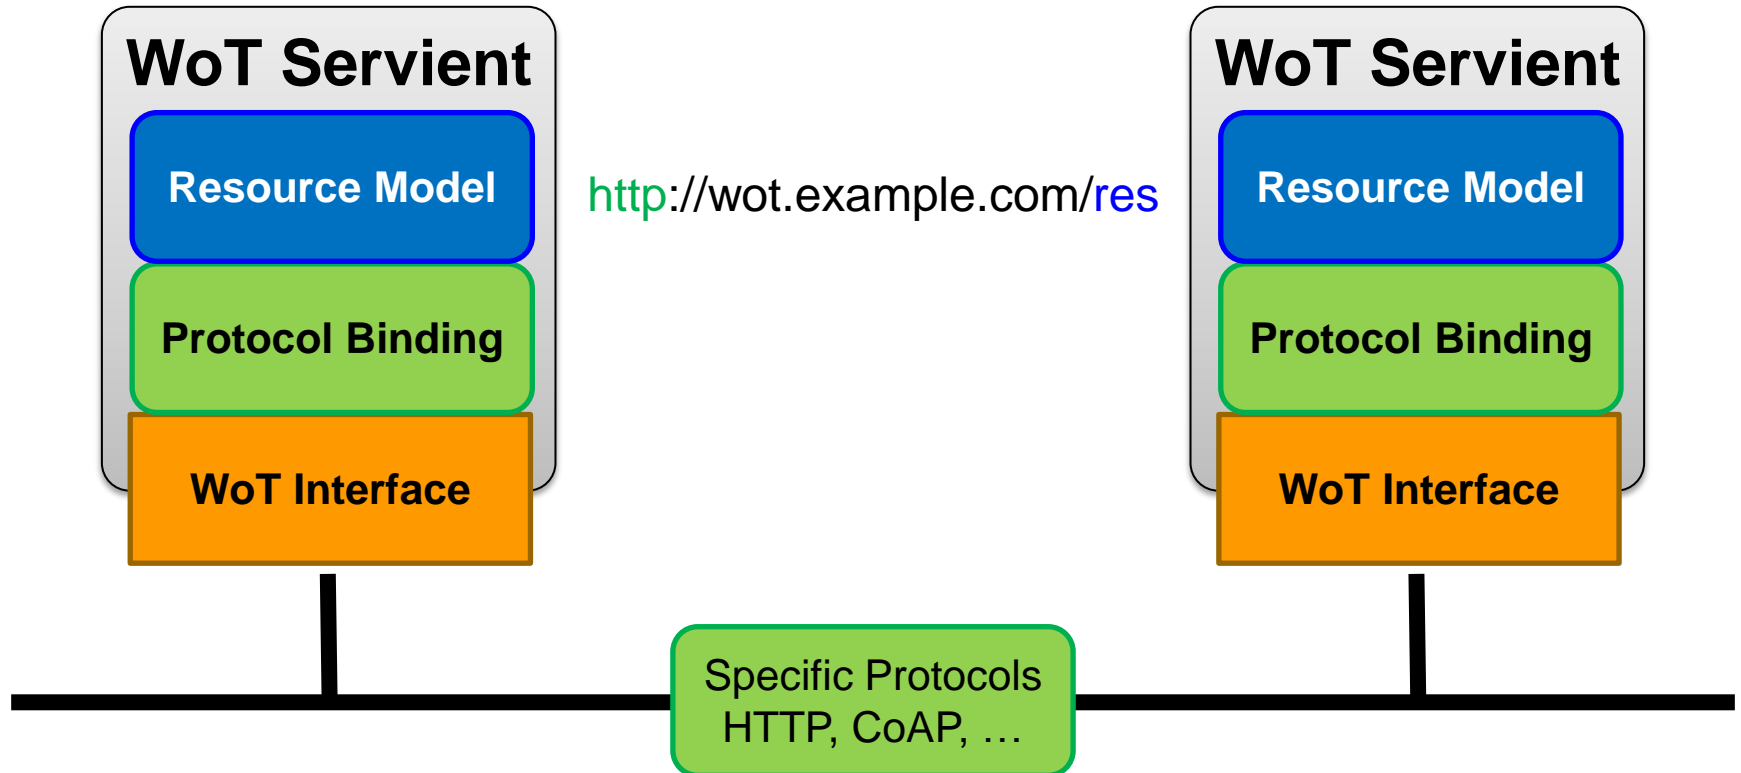 WoT Servient
Resource Model
Protocol Binding
WoT Interface
http://wot.example.com/res
WoT Servient
Resource Model
Protocol Binding
WoT Interface
Specific Protocols
HTTP, CoAP, …